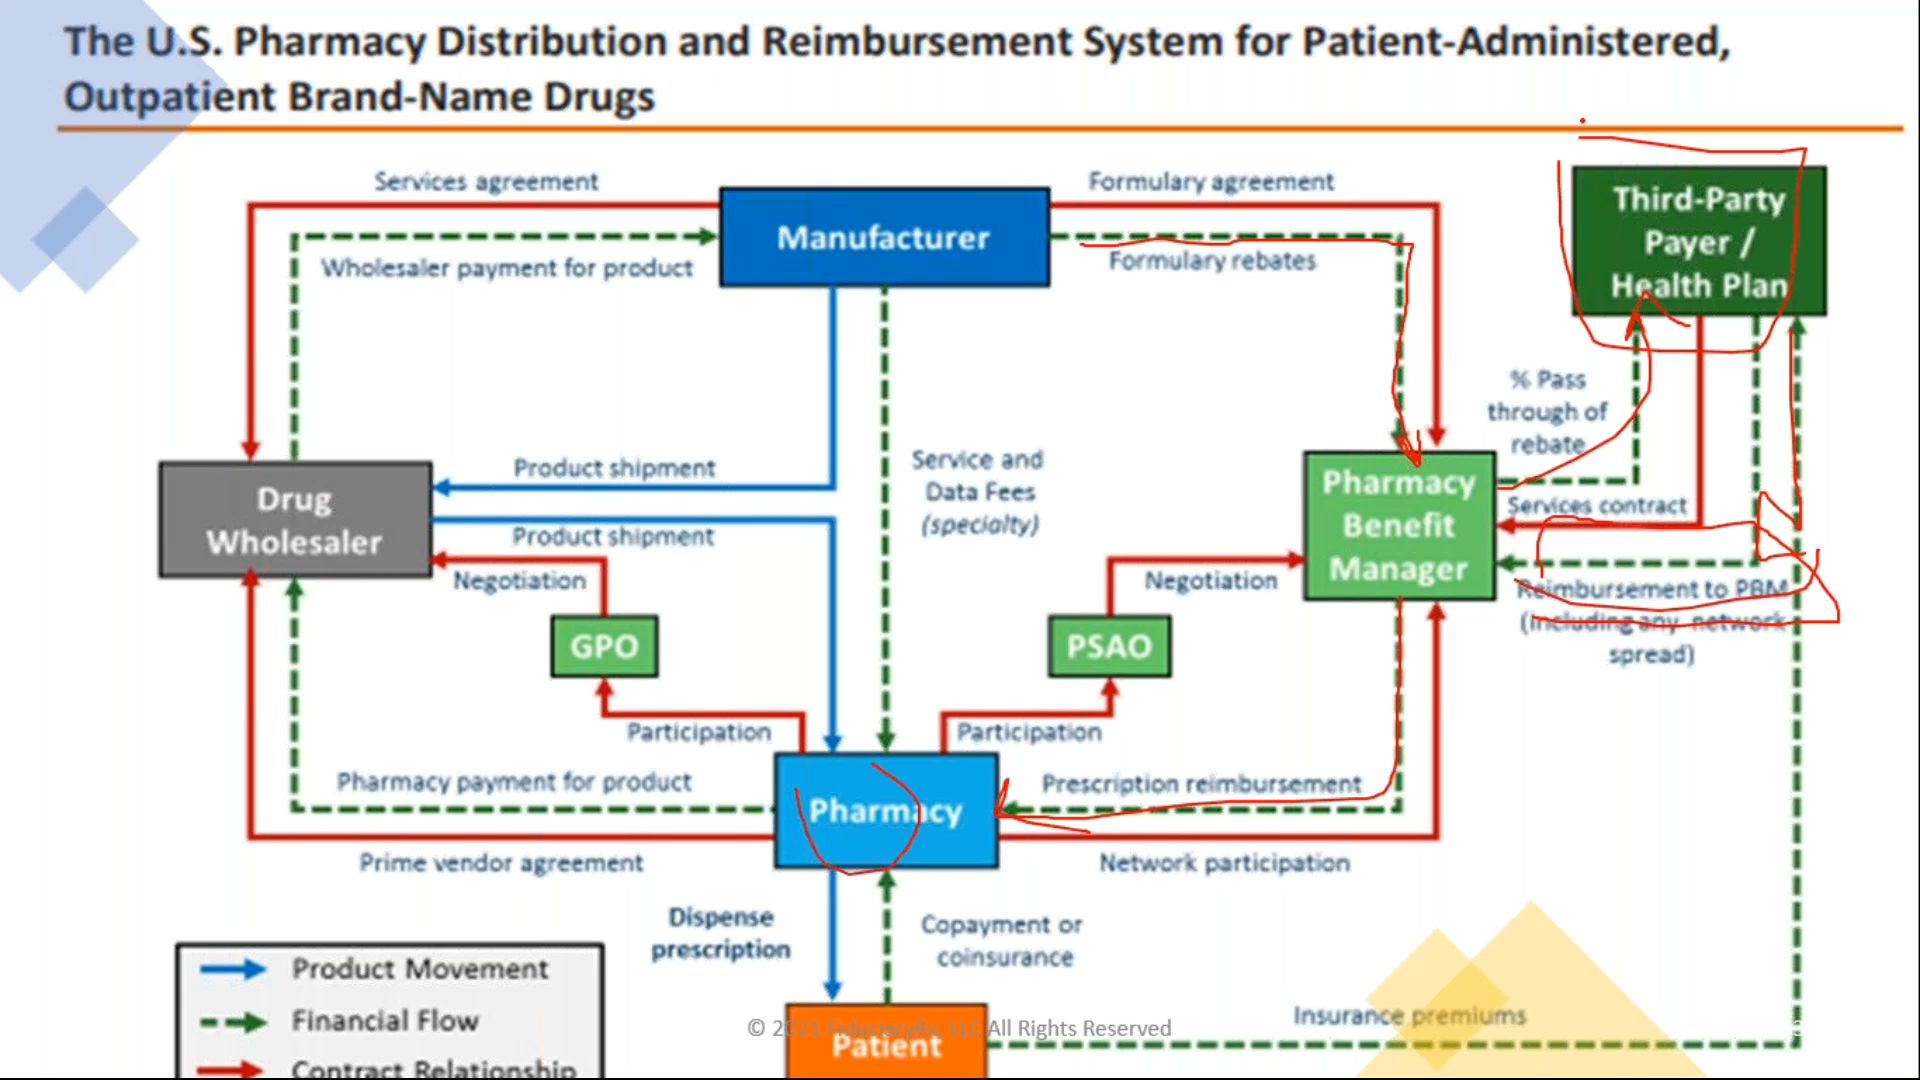 The U.S. Pharmacy Distribution and Reimbursement System for Patient-Administered,
Outpatient Brand-Name Drugs
Services agreement
Manufacturer
Formulary agreement
Third-Party
Payer /
Health Plan
Wholesaler payment for product
Formulary rebates
% Pass
through of
rebate
Drug
Wholesaler
Product shipment
Product shipment
Service and
Data Fees
(specialty)
Pharmacy
Benefit
Manager
Services contract
Negotiation
Negotiation
Reimbursement to PBM
(including any network
spread)
GPO
PSAO
Participation
Participation
Pharmacy payment for product
Pharmacy
Prescription reimbursement
Prime vendor agreement
Network participation
Dispense
prescription
Copayment or
coinsurance
Product Movement
Financial Flow
Contract Relationship
Patient
Insurance premiums
© 2021 FiduciaryRx, LLC All Rights Reserved